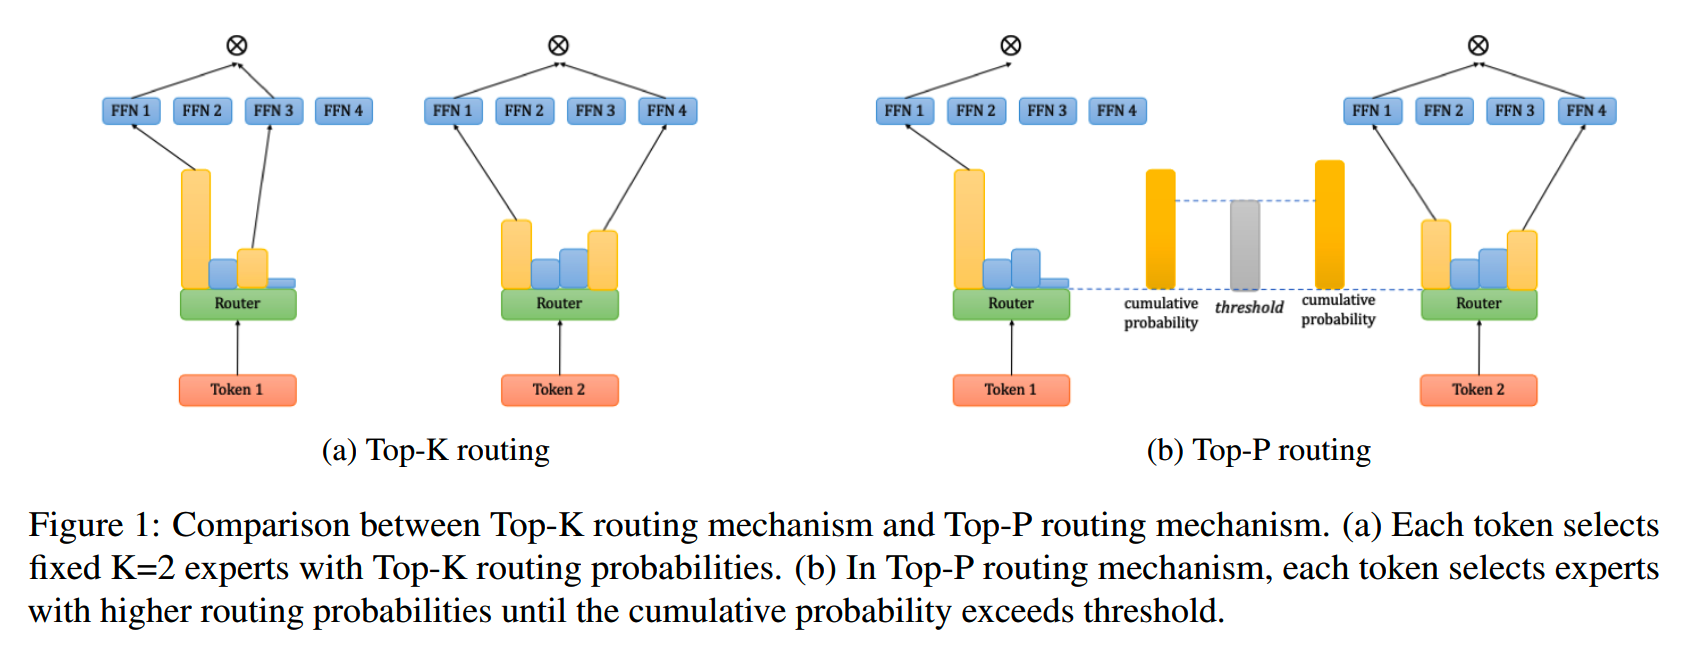 FFN 1 FFN 2 FFN 3 FFN 4
Router
Token 1
FFN 1 FFN 2 FFN 3 FFN 4
Router
Token 2
(a) Top-K routing
FFN 1 FFN 2 FFN 3 FFN 4
Router
Token 1
cumulative
probability
threshold
cumulative
probability
FFN 1 FFN 2 FFN 3 FFN 4
Router
Token 2
(b) Top-P routing
Figure 1: Comparison between Top-K routing mechanism and Top-P routing mechanism. (a) Each token selects
fixed K=2 experts with Top-K routing probabilities. (b) In Top-P routing mechanism, each token selects experts
with higher routing probabilities until the cumulative probability exceeds threshold.